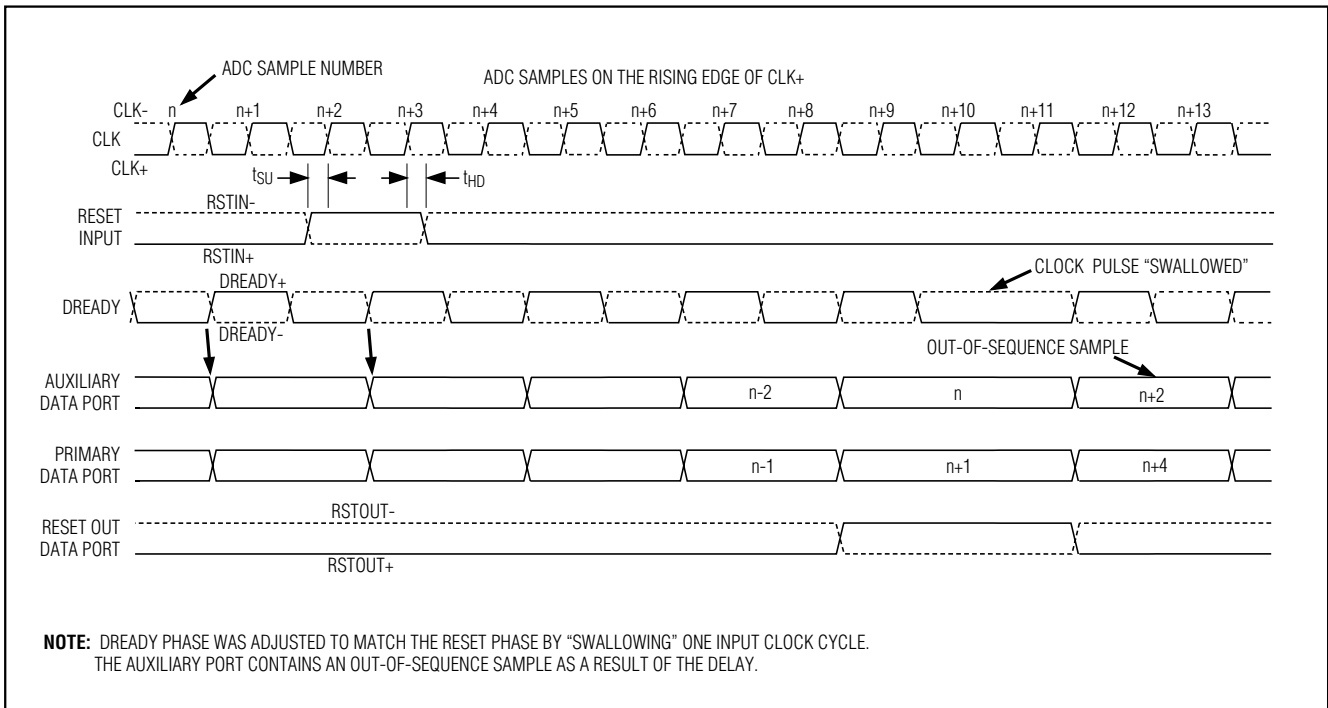 ADC SAMPLE NUMBER
ADC SAMPLES ON THE RISING EDGE OF CLK+
CLK- n n+1 n+2 n+3 n+4 n+5 n+6 n+7 n+8 n+9 n+10 n+11 n+12 n+13
CLK
CLK+
tSU tHD
RSTIN-
RESET
INPUT
RSTIN+
CLOCK PULSE “SWALLOWED”
DREADY+
DREADY
DREADY-
OUT-OF-SEQUENCE SAMPLE
AUXILIARY
DATA PORT
n-2 n n+2
PRIMARY
DATA PORT
n-1 n+1 n+4
RESET OUT
DATA PORT
RSTOUT-
RSTOUT+
NOTE: DREADY PHASE WAS ADJUSTED TO MATCH THE RESET PHASE BY “SWALLOWING” ONE INPUT CLOCK CYCLE.
THE AUXILIARY PORT CONTAINS AN OUT-OF-SEQUENCE SAMPLE AS A RESULT OF THE DELAY.